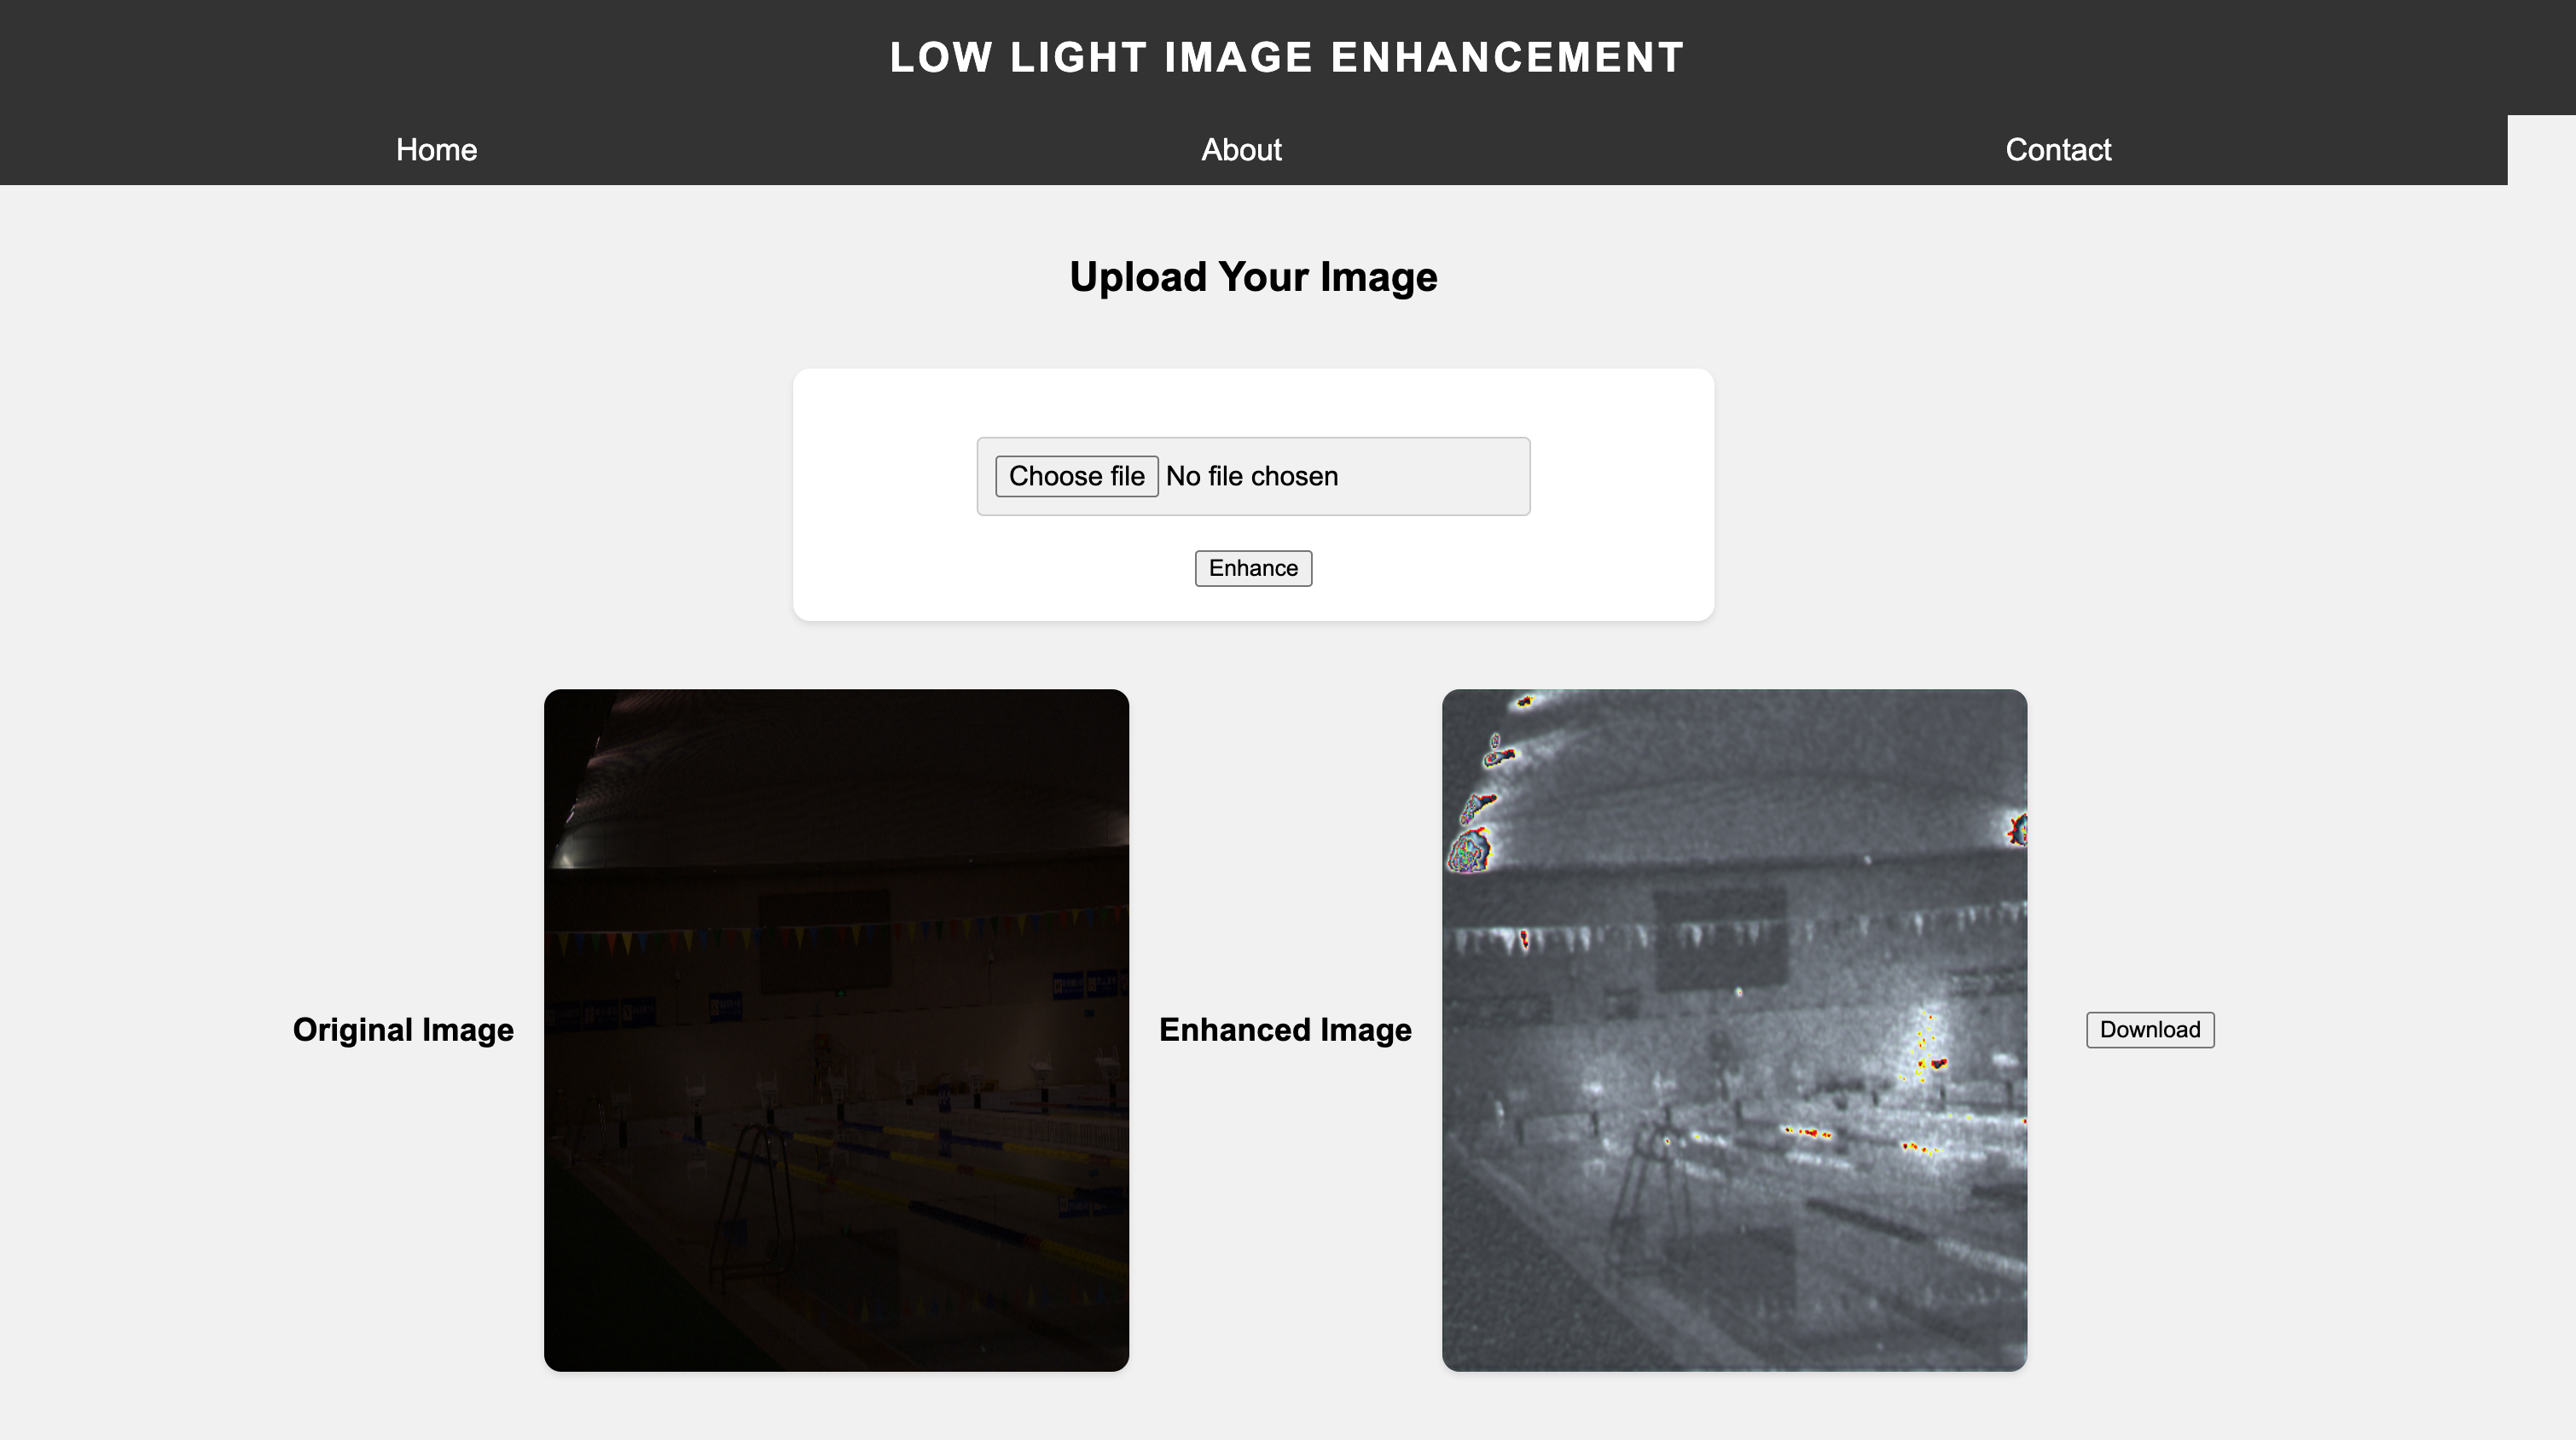 LOW LIGHT IMAGE ENHANCEMENT
Home About Contact
Upload Your Image
Choose file No file chosen
Enhance
Original Image
Enhanced Image
Download